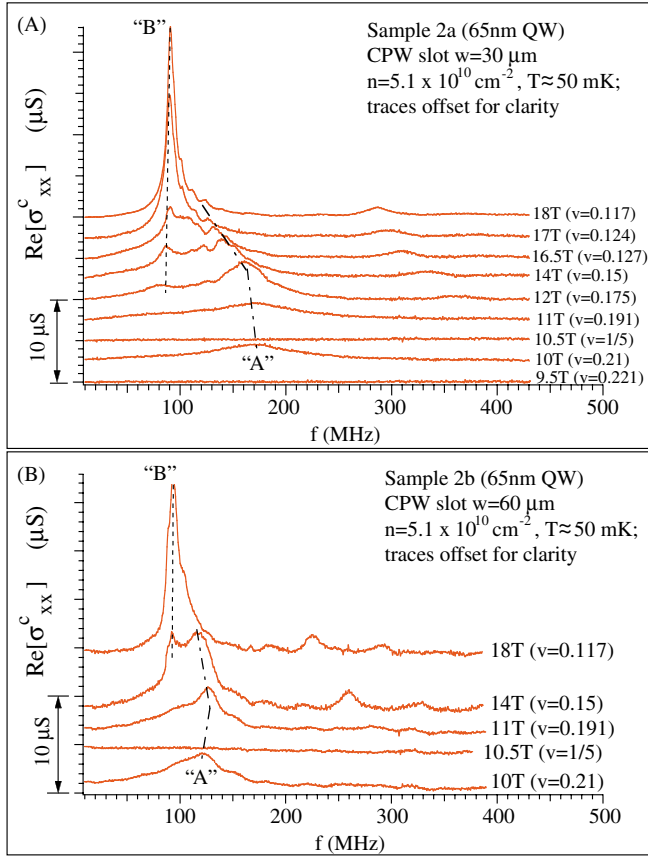 (A)
“B”
Sample 2a (65nm QW)
CPW slot w=30 μm
n=5.1 x 10^10 cm^-2, T≈50 mK;
traces offset for clarity
Re[σ^c_xx] (μS)
18T (v=0.117)
17T (v=0.124)
16.5T (v=0.127)
14T (v=0.15)
12T (v=0.175)
11T (v=0.191)
10.5T (v=1/5)
10T (v=0.21)
9.5T (v=0.221)
10 μS
“A”
100 200 300 400 500
f (MHz)
(B)
“B”
Sample 2b (65nm QW)
CPW slot w=60 μm
n=5.1 x 10^10 cm^-2, T≈50 mK;
traces offset for clarity
Re[σ^c_xx] (μS)
18T (v=0.117)
14T (v=0.15)
11T (v=0.191)
10.5T (v=1/5)
10T (v=0.21)
10 μS
“A”
100 200 300 400 500
f (MHz)